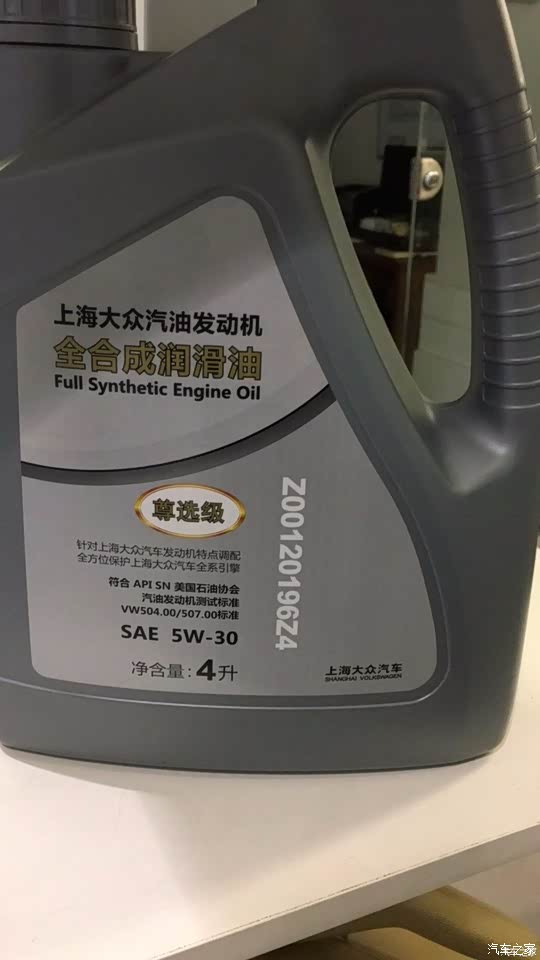 上海大众汽油发动机
全合成润滑油
Full Synthetic Engine Oil
尊选级
针对上海大众汽车发动机特点调配
全方位保护上海大众汽车全系引擎
符合 API SN 美国石油协会
汽油发动机测试标准
VW504.00/507.00标准
SAE 5W-30
净含量:4升
Z00120196Z4
上海大众汽车
SHANGHAI VOLKSWAGEN
汽车之家